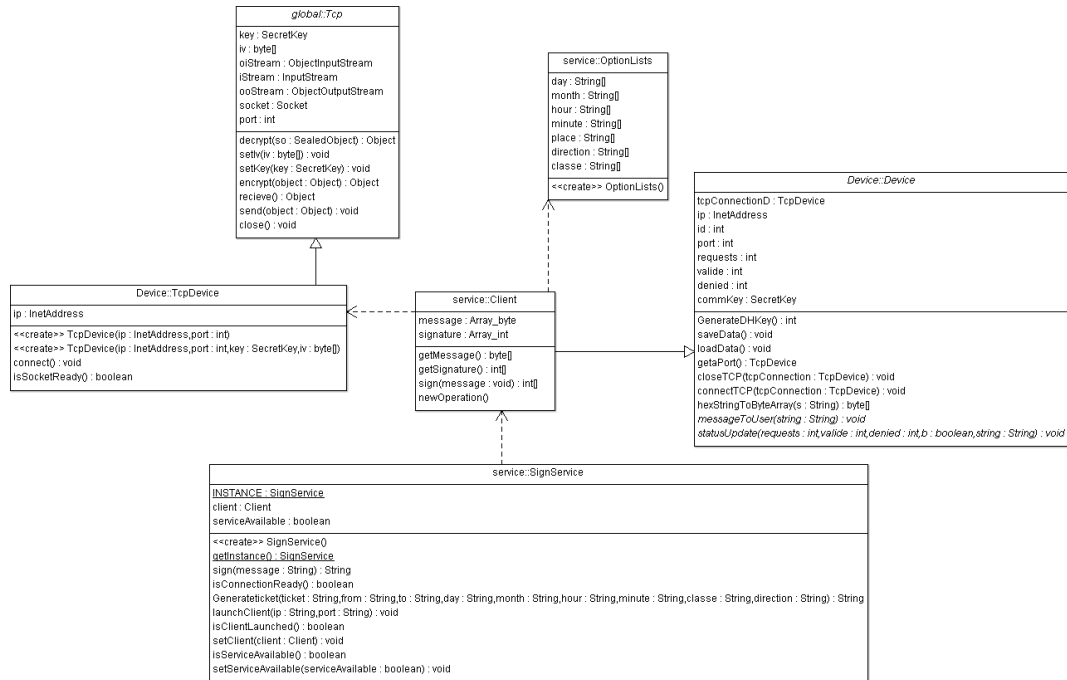 global::Tcp
key : SecretKey
iv : byte[]
oiStream : ObjectInputStream
iStream : InputStream
ooStream : ObjectOutputStream
socket : Socket
port : int
decrypt(so : SealedObject) : Object
setIv(iv : byte[]) : void
setKey(key : SecretKey) : void
encrypt(object : Object) : Object
recieve() : Object
send(object : Object) : void
close() : void
service::OptionLists
day : String[]
month : String[]
hour : String[]
minute : String[]
place : String[]
direction : String[]
classe : String[]
<<create>> OptionLists()
Device::Device
tcpConnectionD : TcpDevice
ip : InetAddress
id : int
port : int
requests : int
valide : int
denied : int
commKey : SecretKey
GenerateDHKey() : int
saveData() : void
loadData() : void
getaPort() : TcpDevice
closeTCP(tcpConnection : TcpDevice) : void
connectTCP(tcpConnection : TcpDevice) : void
hexStringToByteArray(s : String) : byte[]
messageToUser(string : String) : void
statusUpdate(requests : int,valide : int,denied : int,b : boolean,string : String) : void
Device::TcpDevice
ip : InetAddress
<<create>> TcpDevice(ip : InetAddress,port : int)
<<create>> TcpDevice(ip : InetAddress,port : int,key : SecretKey,iv : byte[])
connect() : void
isSocketReady() : boolean
service::Client
message : Array_byte
signature : Array_int
getMessage() : byte[]
getSignature() : int[]
sign(message : void) : int[]
newOperation()
service::SignService
INSTANCE : SignService
client : Client
serviceAvailable : boolean
<<create>> SignService()
getInstance() : SignService
sign(message : String) : String
isConnectionReady() : boolean
Generateticket(ticket : String,from : String,to : String,day : String,month : String,hour : String,minute : String,classe : String,direction : String) : String
launchClient(ip : String,port : String) : void
isClientLaunched() : boolean
setClient(client : Client) : void
isServiceAvailable() : boolean
setServiceAvailable(serviceAvailable : boolean) : void